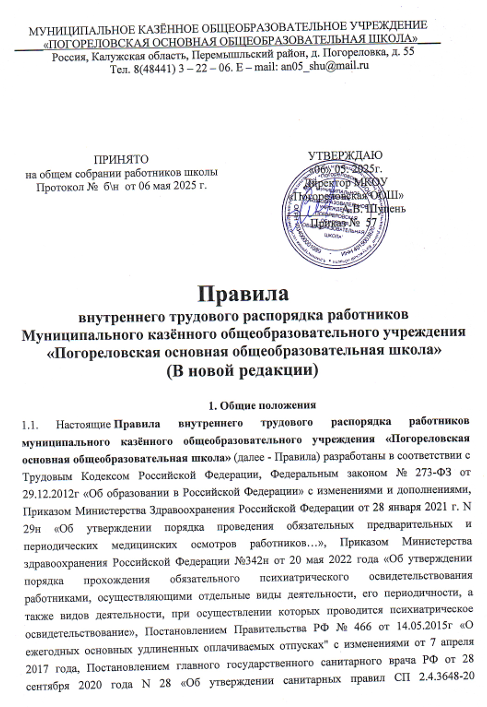 МУНИЦИПАЛЬНОЕ КАЗЁННОЕ ОБЩЕОБРАЗОВАТЕЛЬНОЕ УЧРЕЖДЕНИЕ
«ПОГОРЕЛОВСКАЯ ОСНОВНАЯ ОБЩЕОБРАЗОВАТЕЛЬНАЯ ШКОЛА»
Россия, Калужская область, Перемышльский район, д. Погореловка, д. 55
Тел. 8(48441) 3 – 22 – 06. E – mail: an05_shu@mail.ru
ПРИНЯТО
на общем собрании работников школы
Протокол № б\н от 06 мая 2025 г.
УТВЕРЖДАЮ
«06» 05. 2025г.
Директор МКОУ
«Погореловская ООШ»
А.В. Шупень
Приказ № 57
Правила
внутреннего трудового распорядка работников
Муниципального казённого общеобразовательного учреждения
«Погореловская основная общеобразовательная школа»
(В новой редакции)
1. Общие положения
1.1. Настоящие Правила внутреннего трудового распорядка работников
муниципального казённого общеобразовательного учреждения «Погореловская
основная общеобразовательная школа» (далее - Правила) разработаны в соответствии с
Трудовым Кодексом Российской Федерации, Федеральным законом № 273-ФЗ от
29.12.2012г «Об образовании в Российской Федерации» с изменениями и дополнениями,
Приказом Министерства Здравоохранения Российской Федерации от 28 января 2021 г. N
29н «Об утверждении порядка проведения обязательных предварительных и
периодических медицинских осмотров работников…», Приказом Министерства
здравоохранения Российской Федерации №342н от 20 мая 2022 года «Об утверждении
порядка прохождения обязательного психиатрического освидетельствования
работниками, осуществляющими отдельные виды деятельности, его периодичности, а
также видов деятельности, при осуществлении которых проводится психиатрическое
освидетельствование», Постановлением Правительства РФ № 466 от 14.05.2015г «О
ежегодных основных удлиненных оплачиваемых отпусках" с изменениями от 7 апреля
2017 года, Постановлением главного государственного санитарного врача РФ от 28
сентября 2020 года N 28 «Об утверждении санитарных правил СП 2.4.3648-20